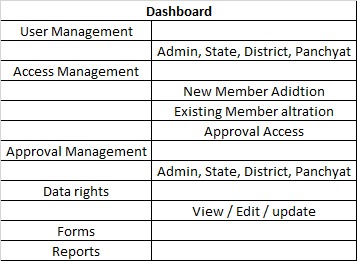 Dashboard
User Management
Admin, State, District, Panchyat
Access Management
New Member Adidtion
Existing Member altration
Approval Access
Approval Management
Admin, State, District, Panchyat
Data rights
View / Edit / update
Forms
Reports